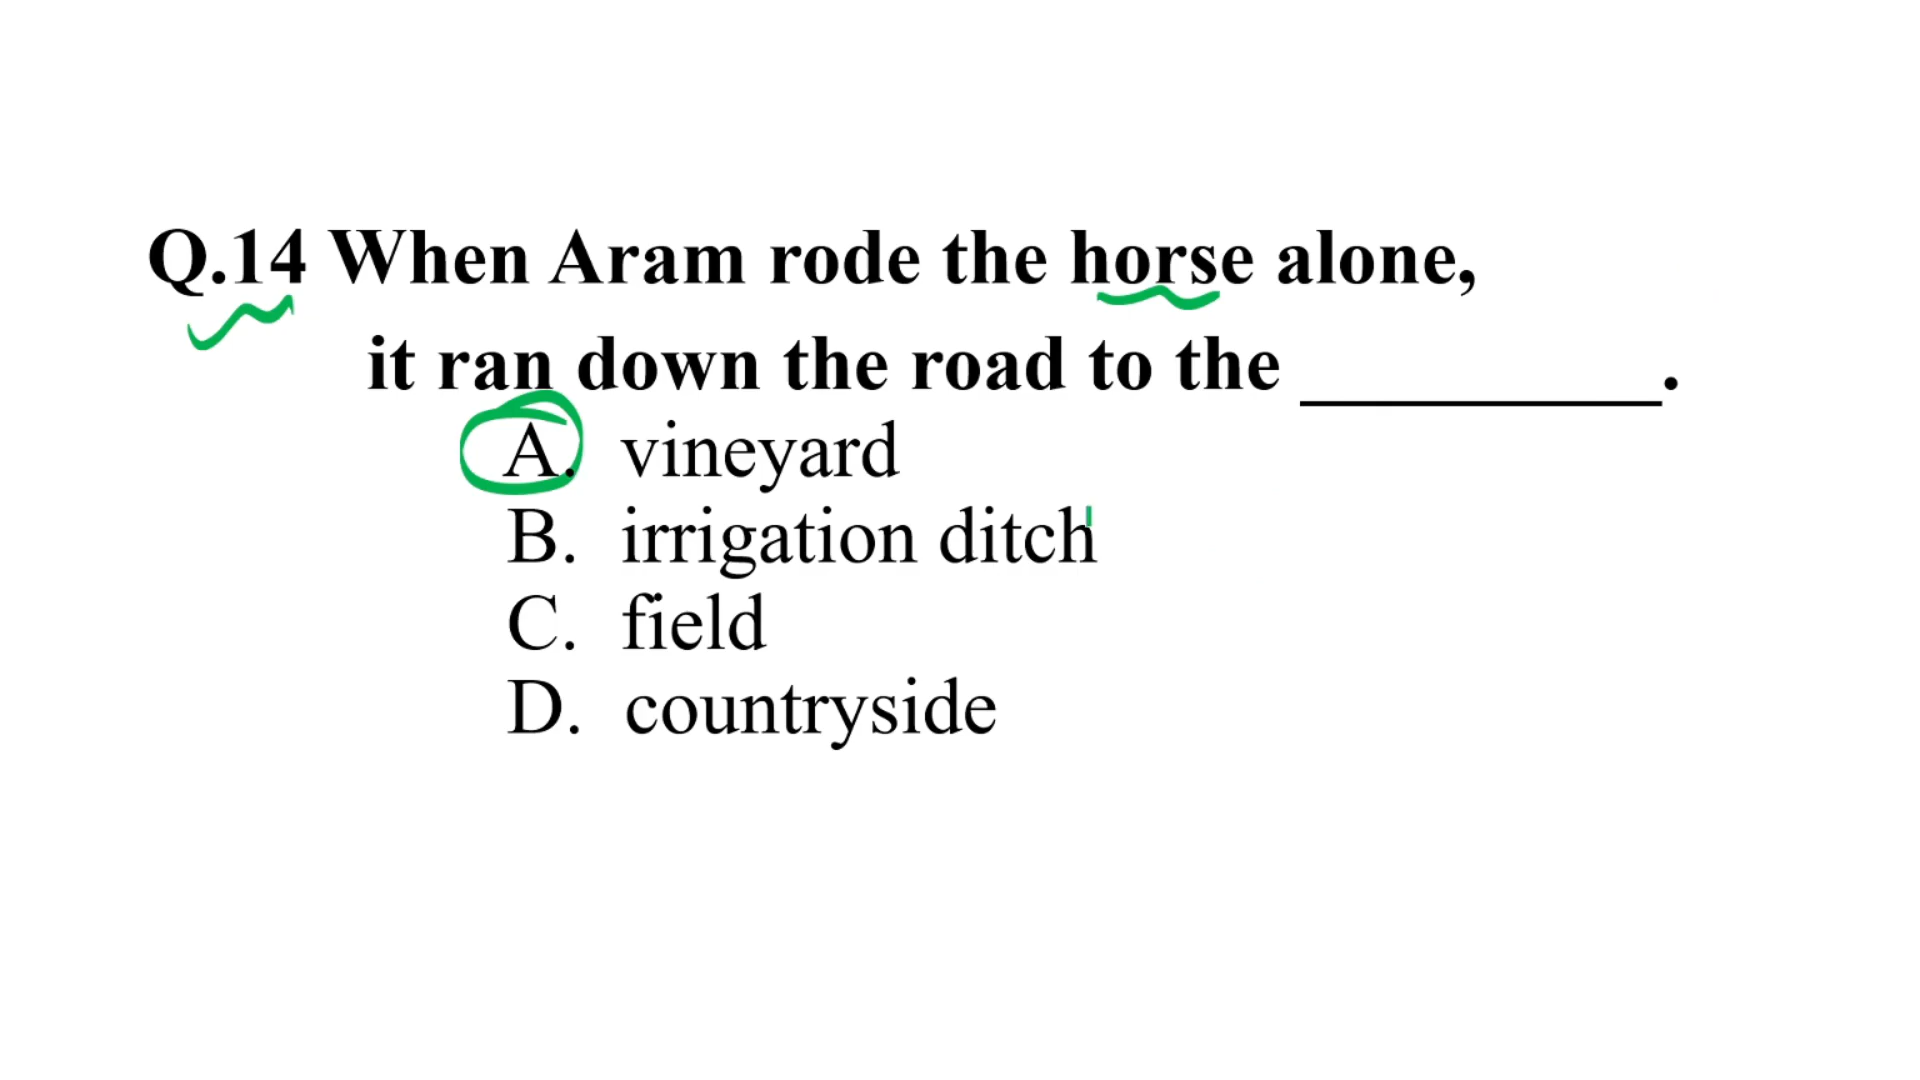 Q.14 When Aram rode the horse alone,
it ran down the road to the __________.
A. vineyard
B. irrigation ditch
C. field
D. countryside